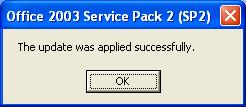 Office 2003 Service Pack 2 (SP2)
The update was applied successfully.
OK